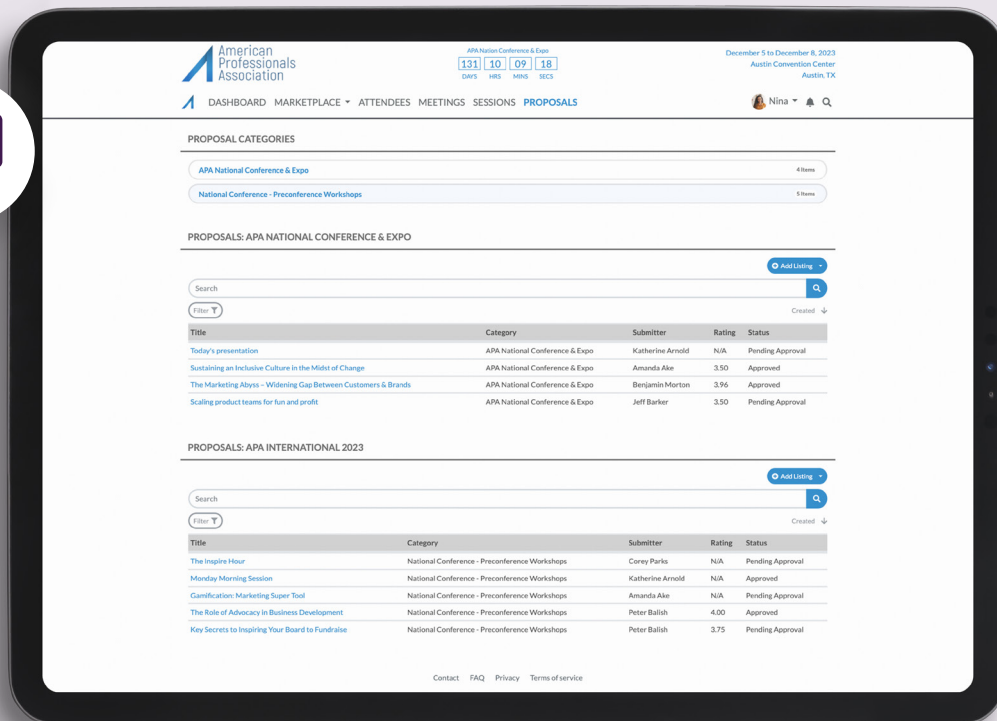 American
Professionals
Association
APA Nation Conference & Expo
131 10 09 18
DAYS HRS MINS SECS
December 5 to December 8, 2023
Austin Convention Center
Austin, TX
DASHBOARD MARKETPLACE ATTENDEES MEETINGS SESSIONS PROPOSALS
Nina
PROPOSAL CATEGORIES
APA National Conference & Expo 4 Items
National Conference - Preconference Workshops 5 Items
PROPOSALS: APA NATIONAL CONFERENCE & EXPO
Add Listing
Search
Filter Created
Title Category Submitter Rating Status
Today's presentation APA National Conference & Expo Katherine Arnold N/A Pending Approval
Sustaining an Inclusive Culture in the Midst of Change APA National Conference & Expo Amanda Ake 3.50 Approved
The Marketing Abyss – Widening Gap Between Customers & Brands APA National Conference & Expo Benjamin Morton 3.96 Approved
Scaling product teams for fun and profit APA National Conference & Expo Jeff Barker 3.50 Pending Approval
PROPOSALS: APA INTERNATIONAL 2023
Add Listing
Search
Filter Created
Title Category Submitter Rating Status
The Inspire Hour National Conference - Preconference Workshops Corey Parks N/A Pending Approval
Monday Morning Session National Conference - Preconference Workshops Katherine Arnold N/A Approved
Gamification: Marketing Super Tool National Conference - Preconference Workshops Amanda Ake N/A Pending Approval
The Role of Advocacy in Business Development National Conference - Preconference Workshops Peter Balish 4.00 Approved
Key Secrets to Inspiring Your Board to Fundraise National Conference - Preconference Workshops Peter Balish 3.75 Pending Approval
Contact FAQ Privacy Terms of service